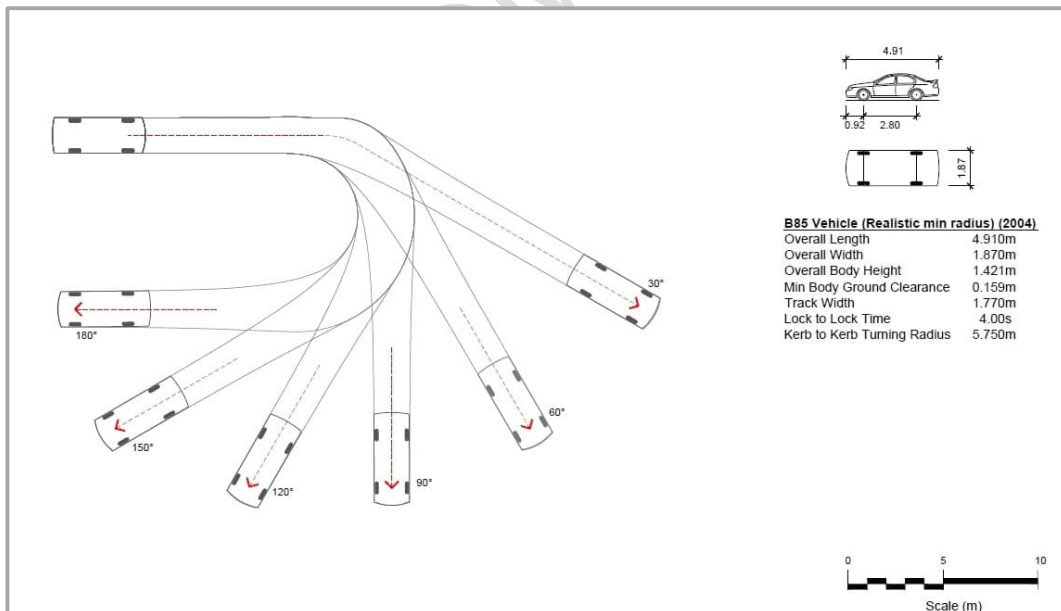 4.91
0.92 2.80
1.87
B85 Vehicle (Realistic min radius) (2004)
Overall Length 4.910m
Overall Width 1.870m
Overall Body Height 1.421m
Min Body Ground Clearance 0.159m
Track Width 1.770m
Lock to Lock Time 4.00s
Kerb to Kerb Turning Radius 5.750m
30°
180°
60°
150°
90°
120°
0 5 10
Scale (m)